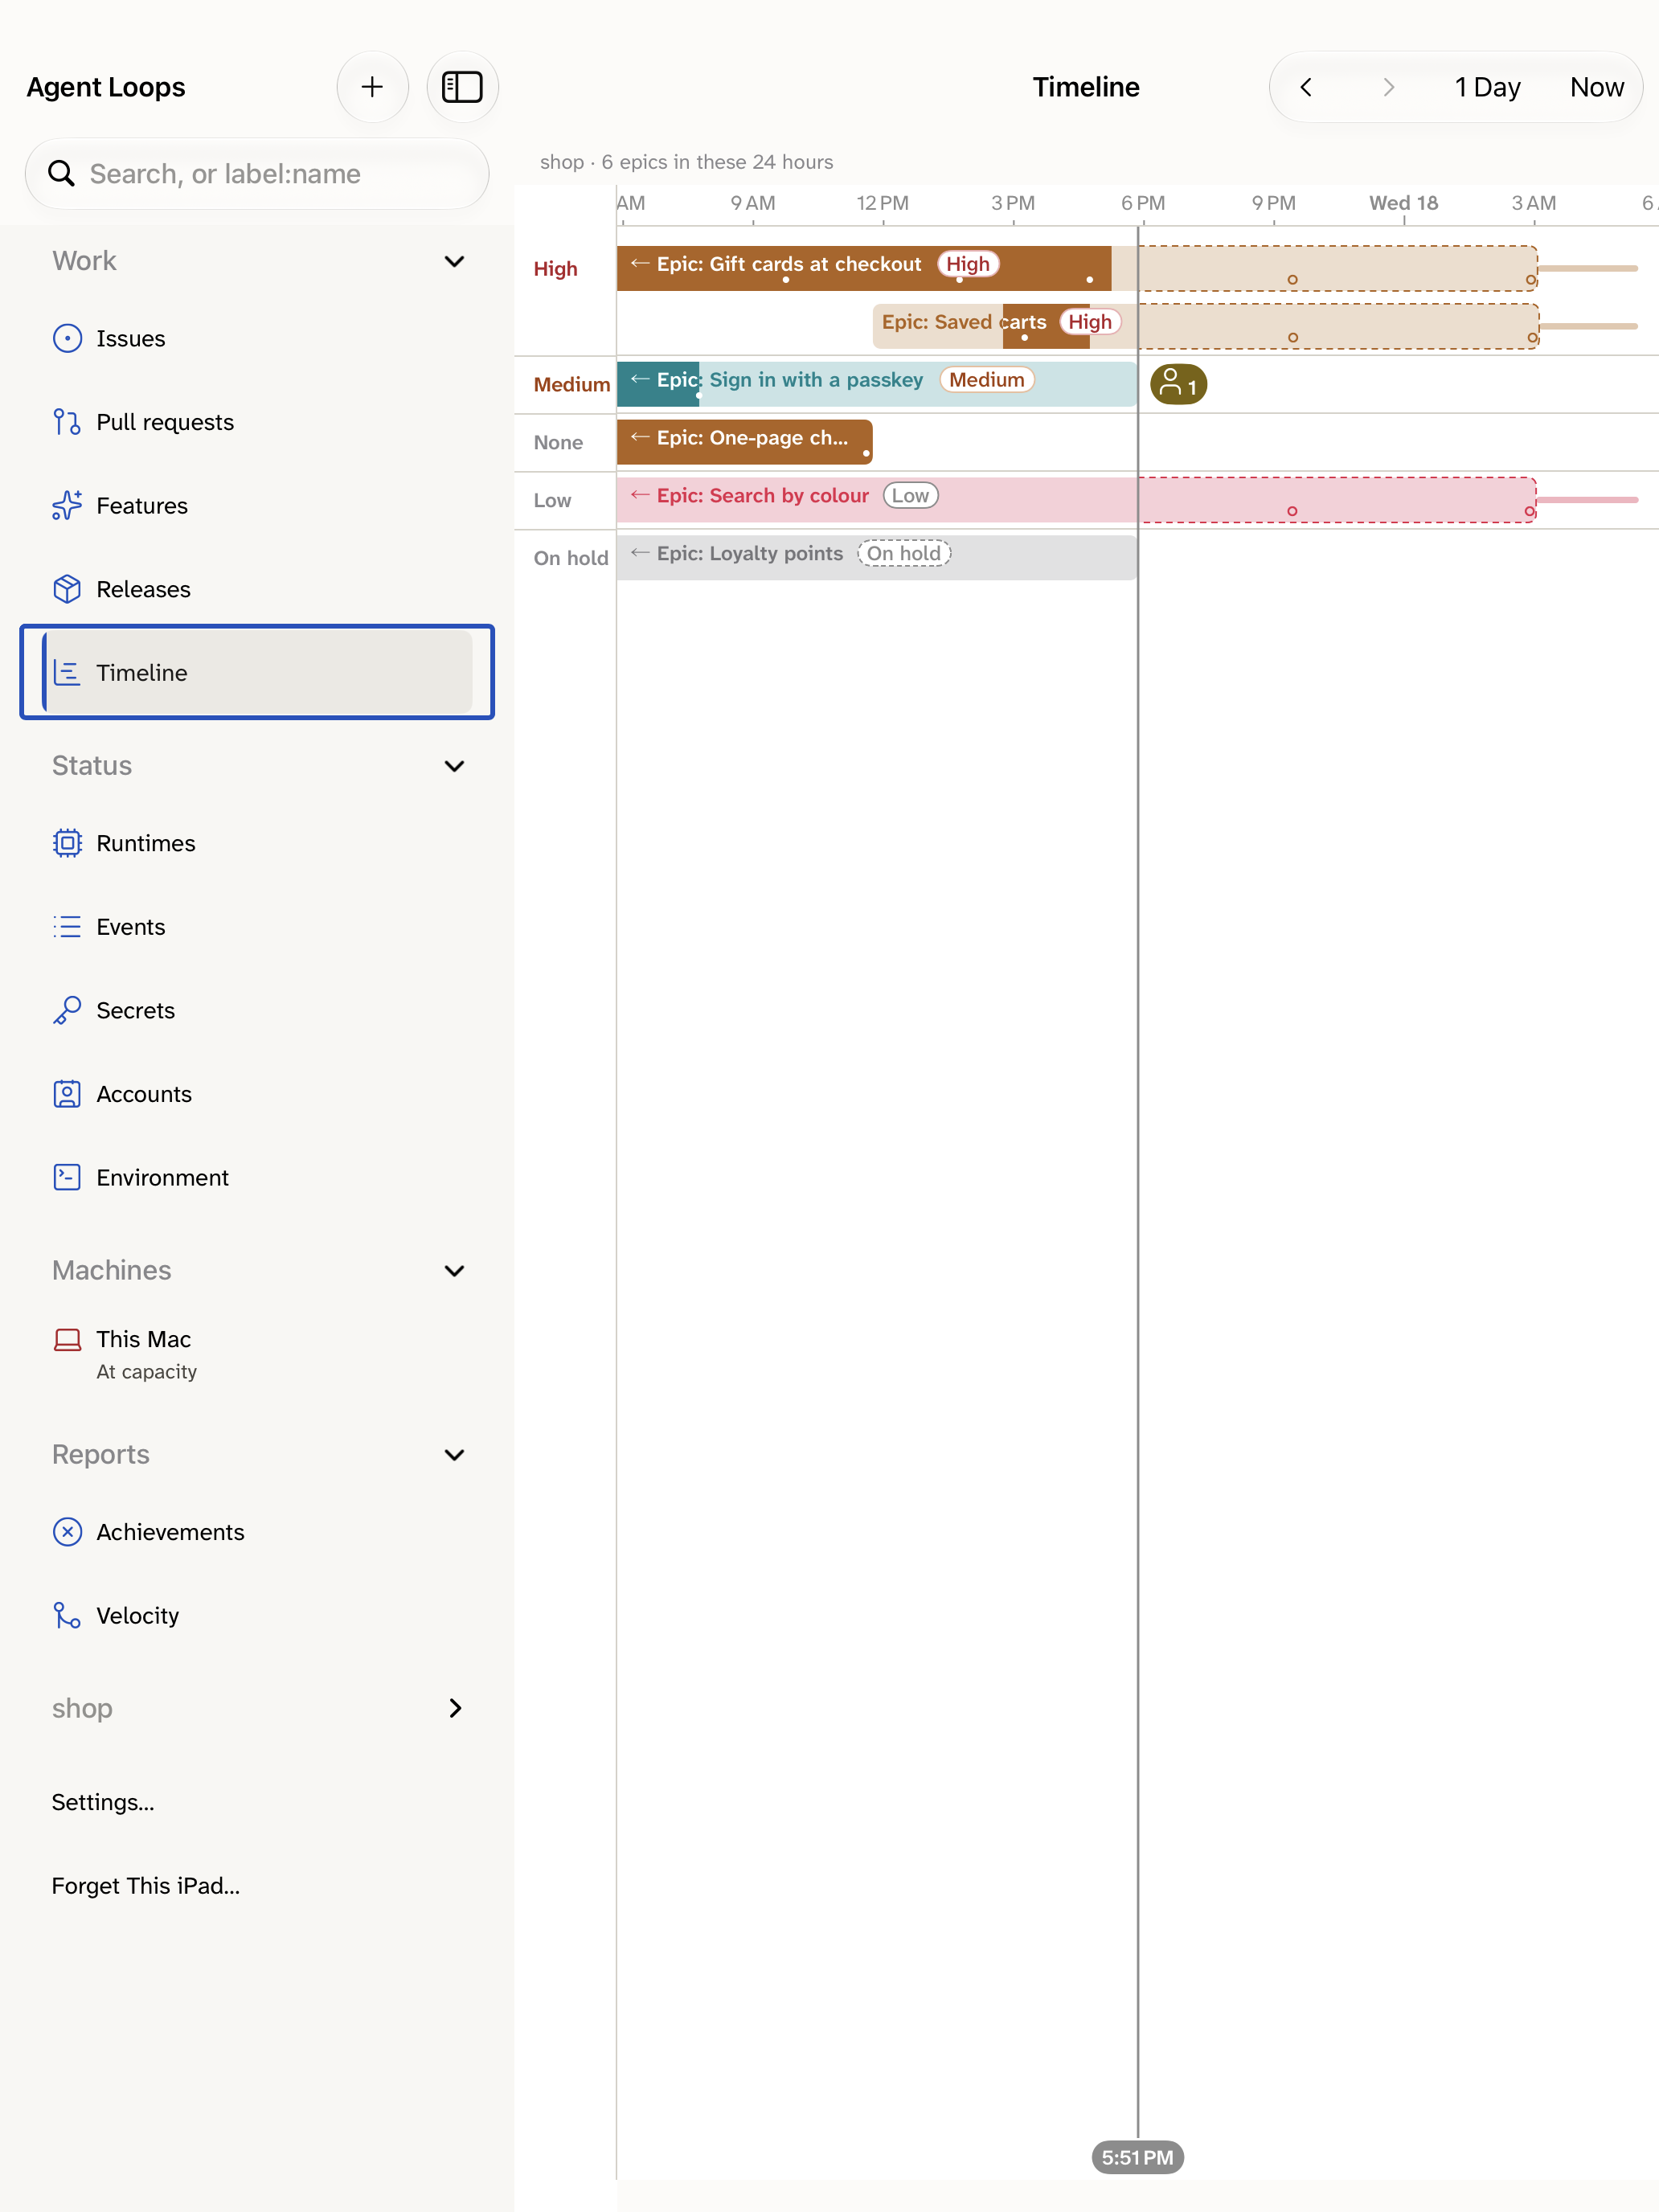 Agent Loops
Timeline
1 Day
Now
Search, or label:name
shop · 6 epics in these 24 hours
AM
9 AM
12 PM
3 PM
6 PM
9 PM
Wed 18
3 AM
6
Work
Issues
Pull requests
Features
Releases
Timeline
Status
Runtimes
Events
Secrets
Accounts
Environment
Machines
This Mac
At capacity
Reports
Achievements
Velocity
shop
Settings...
Forget This iPad...
High
← Epic: Gift cards at checkout High
Epic: Saved carts High
Medium
← Epic: Sign in with a passkey Medium
1
None
← Epic: One-page ch...
Low
← Epic: Search by colour Low
On hold
← Epic: Loyalty points On hold
5:51 PM